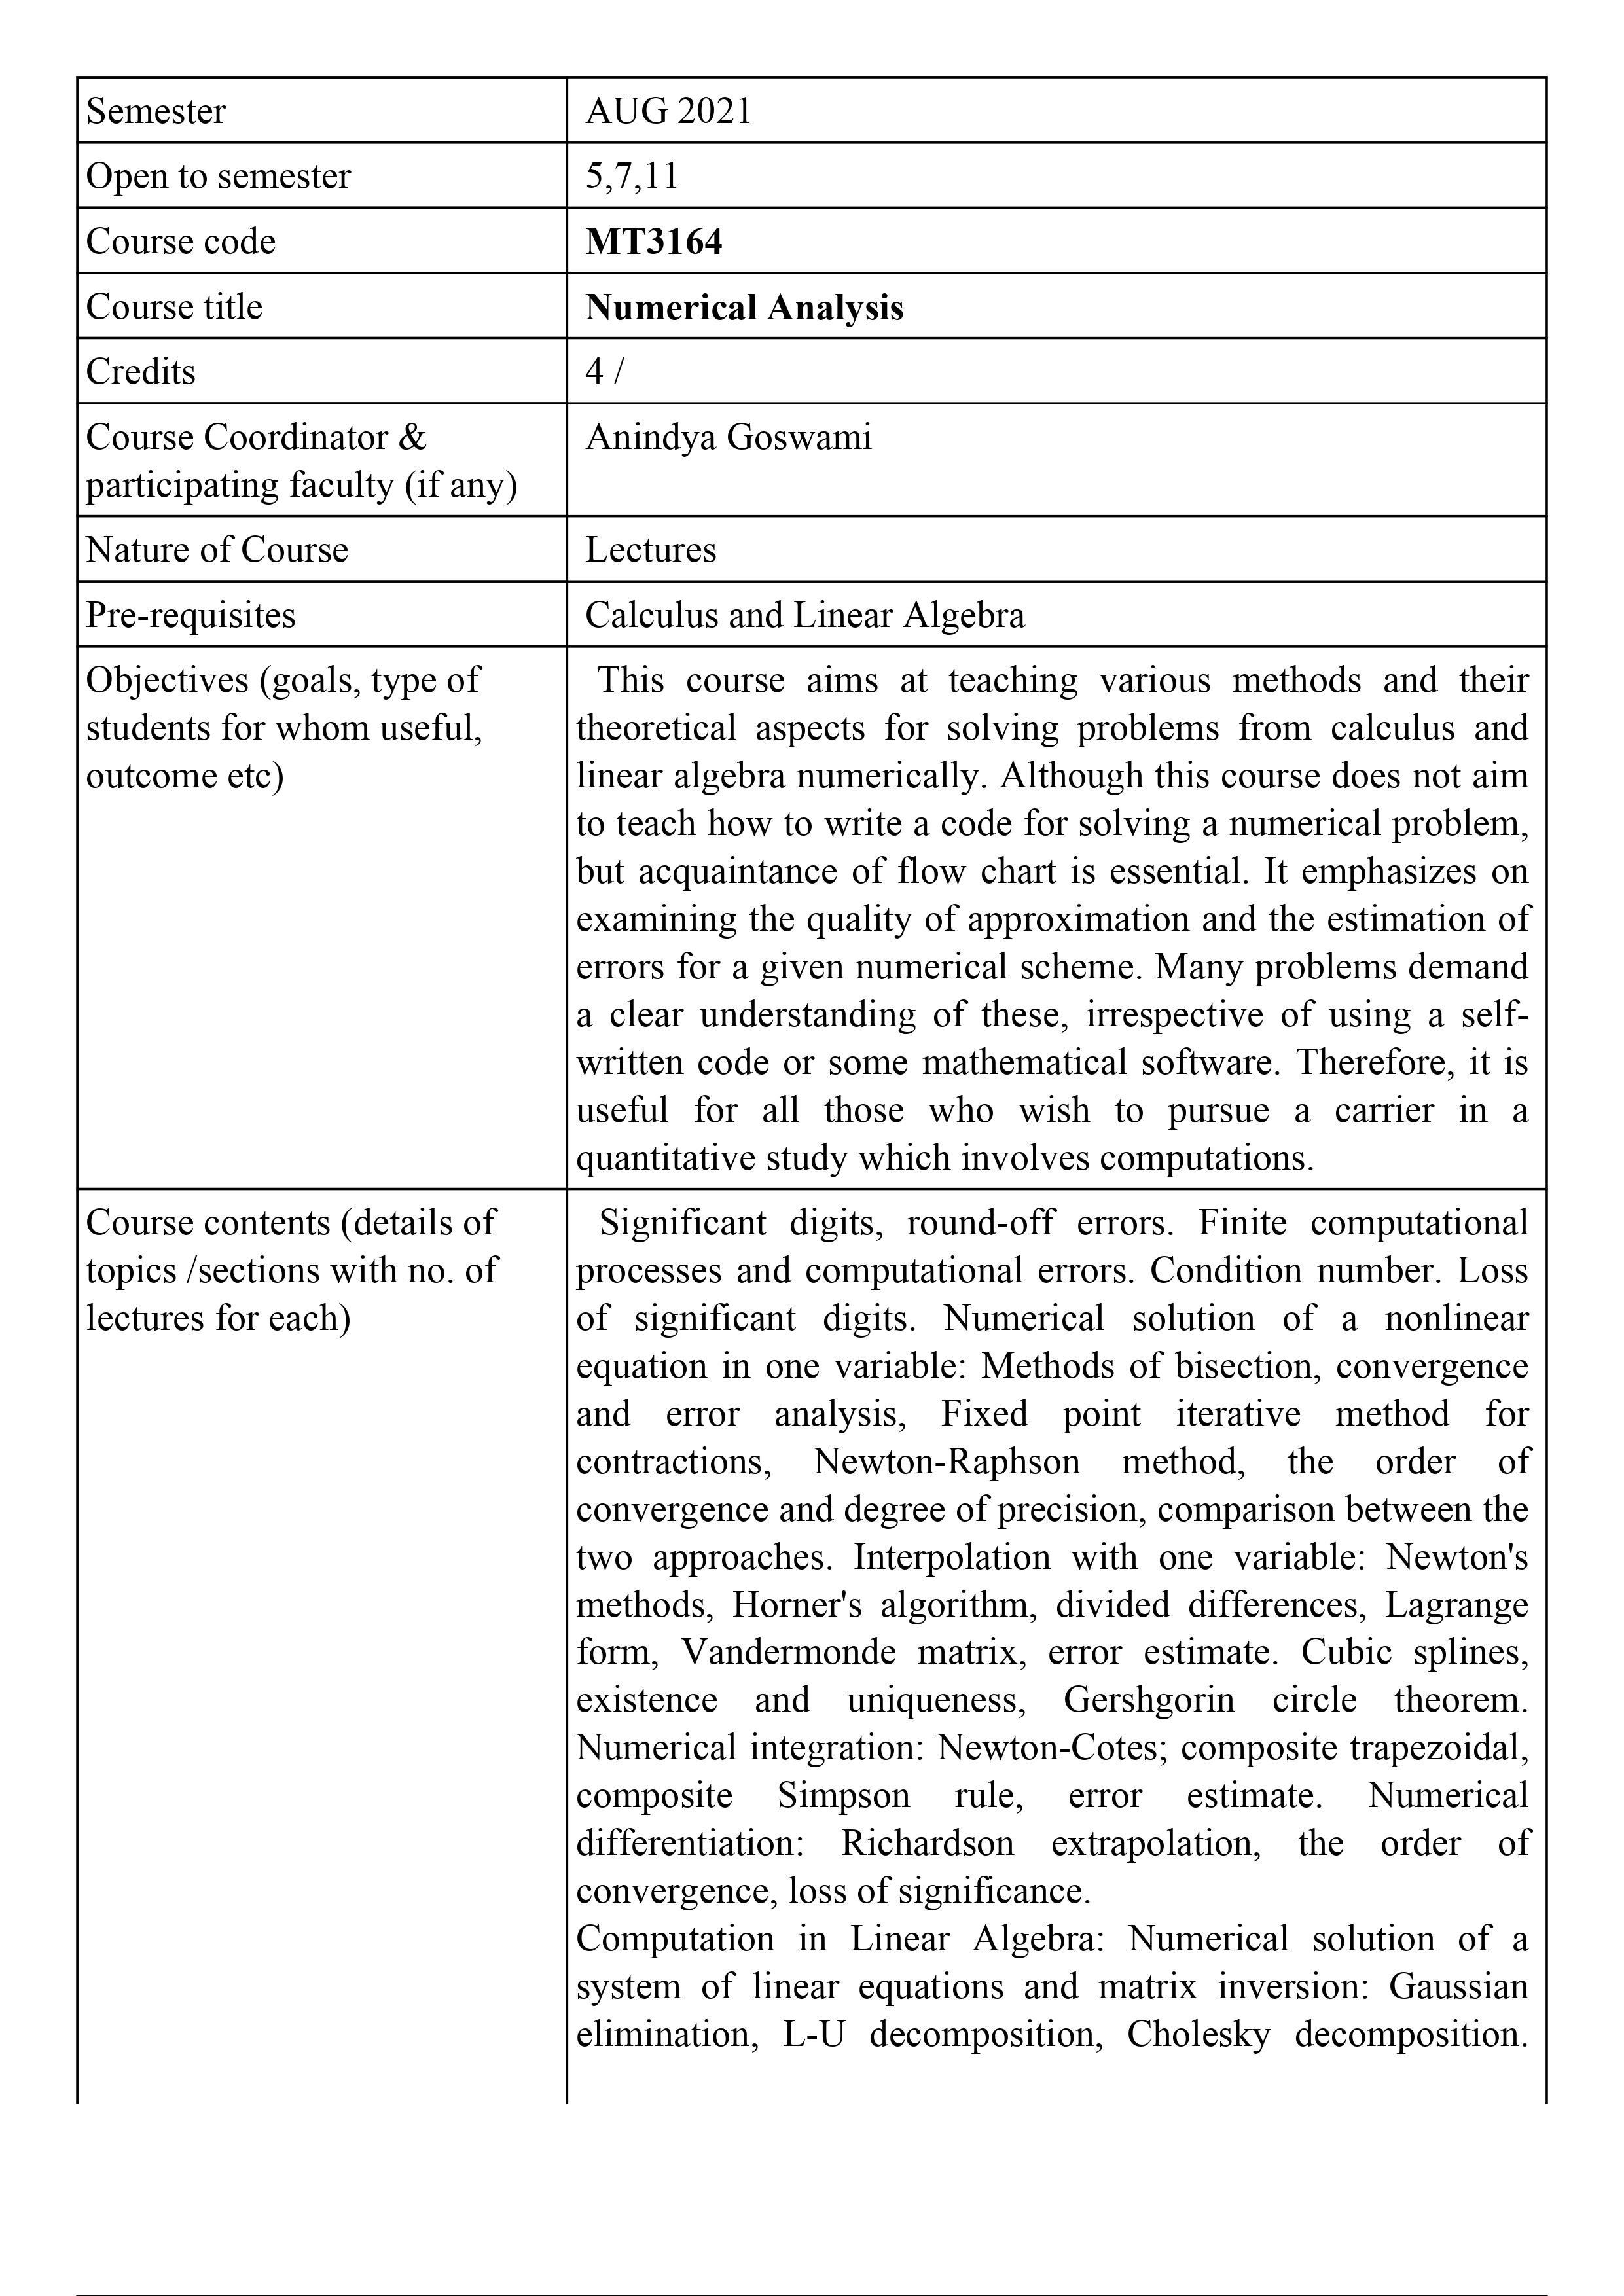 Semester
AUG 2021
Open to semester
5,7,11
Course code
MT3164
Course title
Numerical Analysis
Credits
4 /
Course Coordinator &
participating faculty (if any)
Anindya Goswami
Nature of Course
Lectures
Pre-requisites
Calculus and Linear Algebra
Objectives (goals, type of
students for whom useful,
outcome etc)
This course aims at teaching various methods and their
theoretical aspects for solving problems from calculus and
linear algebra numerically. Although this course does not aim
to teach how to write a code for solving a numerical problem,
but acquaintance of flow chart is essential. It emphasizes on
examining the quality of approximation and the estimation of
errors for a given numerical scheme. Many problems demand
a clear understanding of these, irrespective of using a self-
written code or some mathematical software. Therefore, it is
useful for all those who wish to pursue a carrier in a
quantitative study which involves computations.
Course contents (details of
topics /sections with no. of
lectures for each)
Significant digits, round-off errors. Finite computational
processes and computational errors. Condition number. Loss
of significant digits. Numerical solution of a nonlinear
equation in one variable: Methods of bisection, convergence
and error analysis, Fixed point iterative method for
contractions, Newton-Raphson method, the order of
convergence and degree of precision, comparison between the
two approaches. Interpolation with one variable: Newton's
methods, Horner's algorithm, divided differences, Lagrange
form, Vandermonde matrix, error estimate. Cubic splines,
existence and uniqueness, Gershgorin circle theorem.
Numerical integration: Newton-Cotes; composite trapezoidal,
composite Simpson rule, error estimate. Numerical
differentiation: Richardson extrapolation, the order of
convergence, loss of significance.
Computation in Linear Algebra: Numerical solution of a
system of linear equations and matrix inversion: Gaussian
elimination, L-U decomposition, Cholesky decomposition.